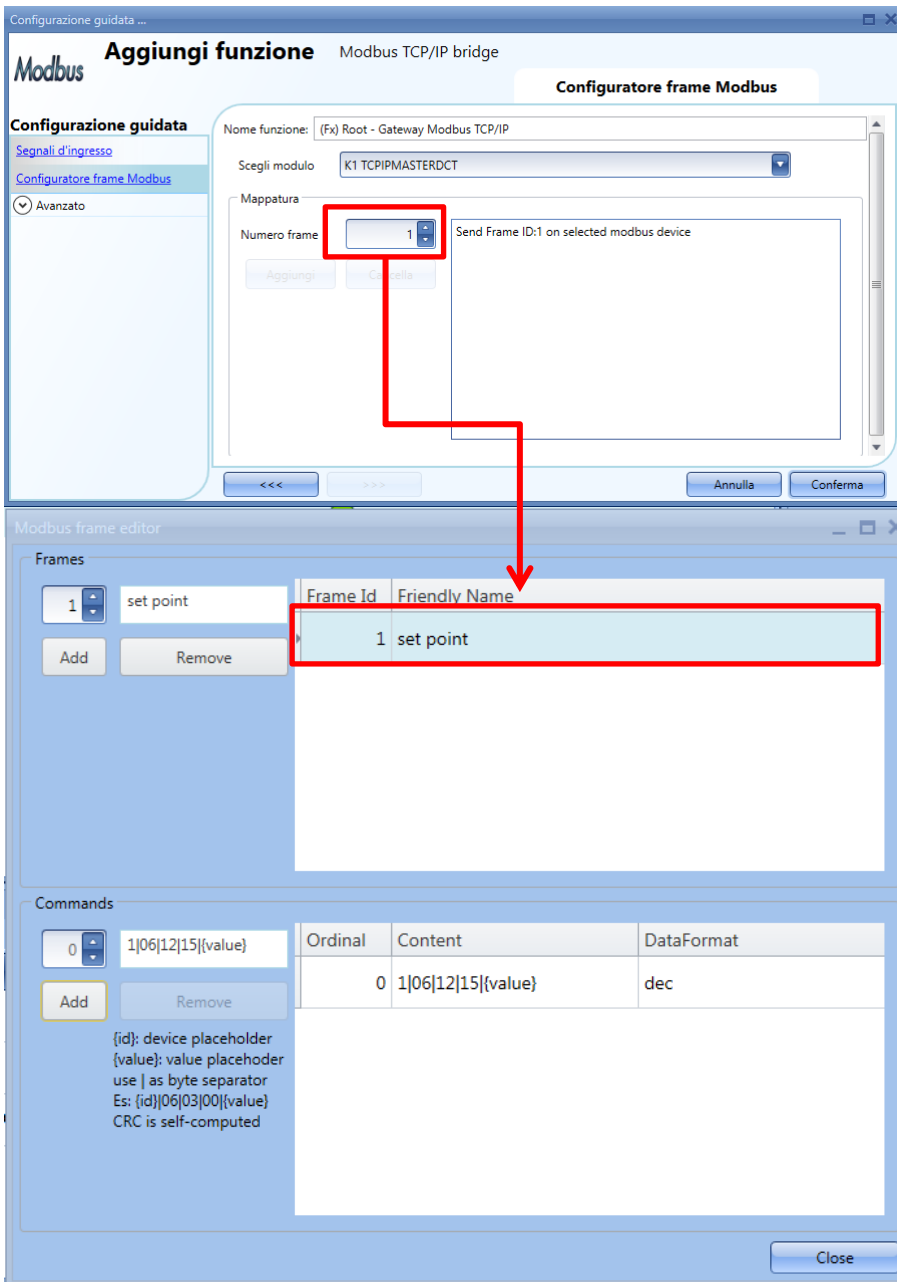 Configurazione guidata ...
Modbus
Aggiungi funzione
Modbus TCP/IP bridge
Configuratore frame Modbus
Configurazione guidata
Segnali d'ingresso
Configuratore frame Modbus
Avanzato
Nome funzione: (Fx) Root - Gateway Modbus TCP/IP
Scegli modulo K1 TCPIPMASTERDCT
Mappatura
Numero frame 1
Send Frame ID:1 on selected modbus device
Aggiungi Cancella
<<< >>> Annulla Conferma
Modbus frame editor
Frames
1 set point
Add Remove
Frame Id Friendly Name
1 set point
Commands
0 1|06|12|15|{value}
Add Remove
{id}: device placeholder
{value}: value placehoder
use | as byte separator
Es: {id}|06|03|00|{value}
CRC is self-computed
Ordinal Content DataFormat
0 1|06|12|15|{value} dec
Close